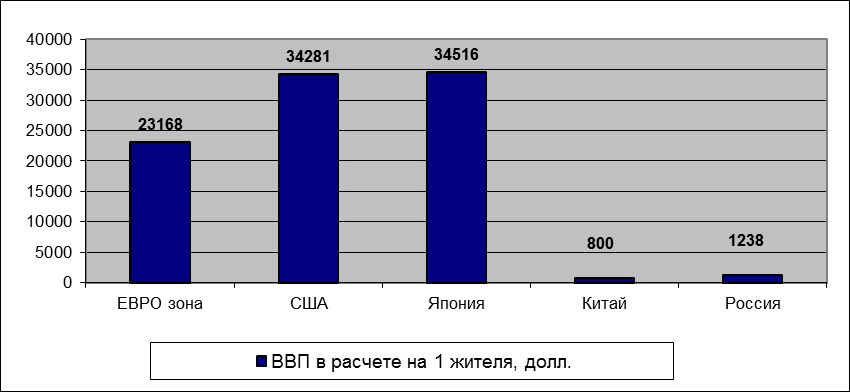 40000
35000
30000
25000
20000
15000
10000
5000
0
23168
34281
34516
800
1238
ЕВРО зона
США
Япония
Китай
Россия
ВВП в расчете на 1 жителя, долл.